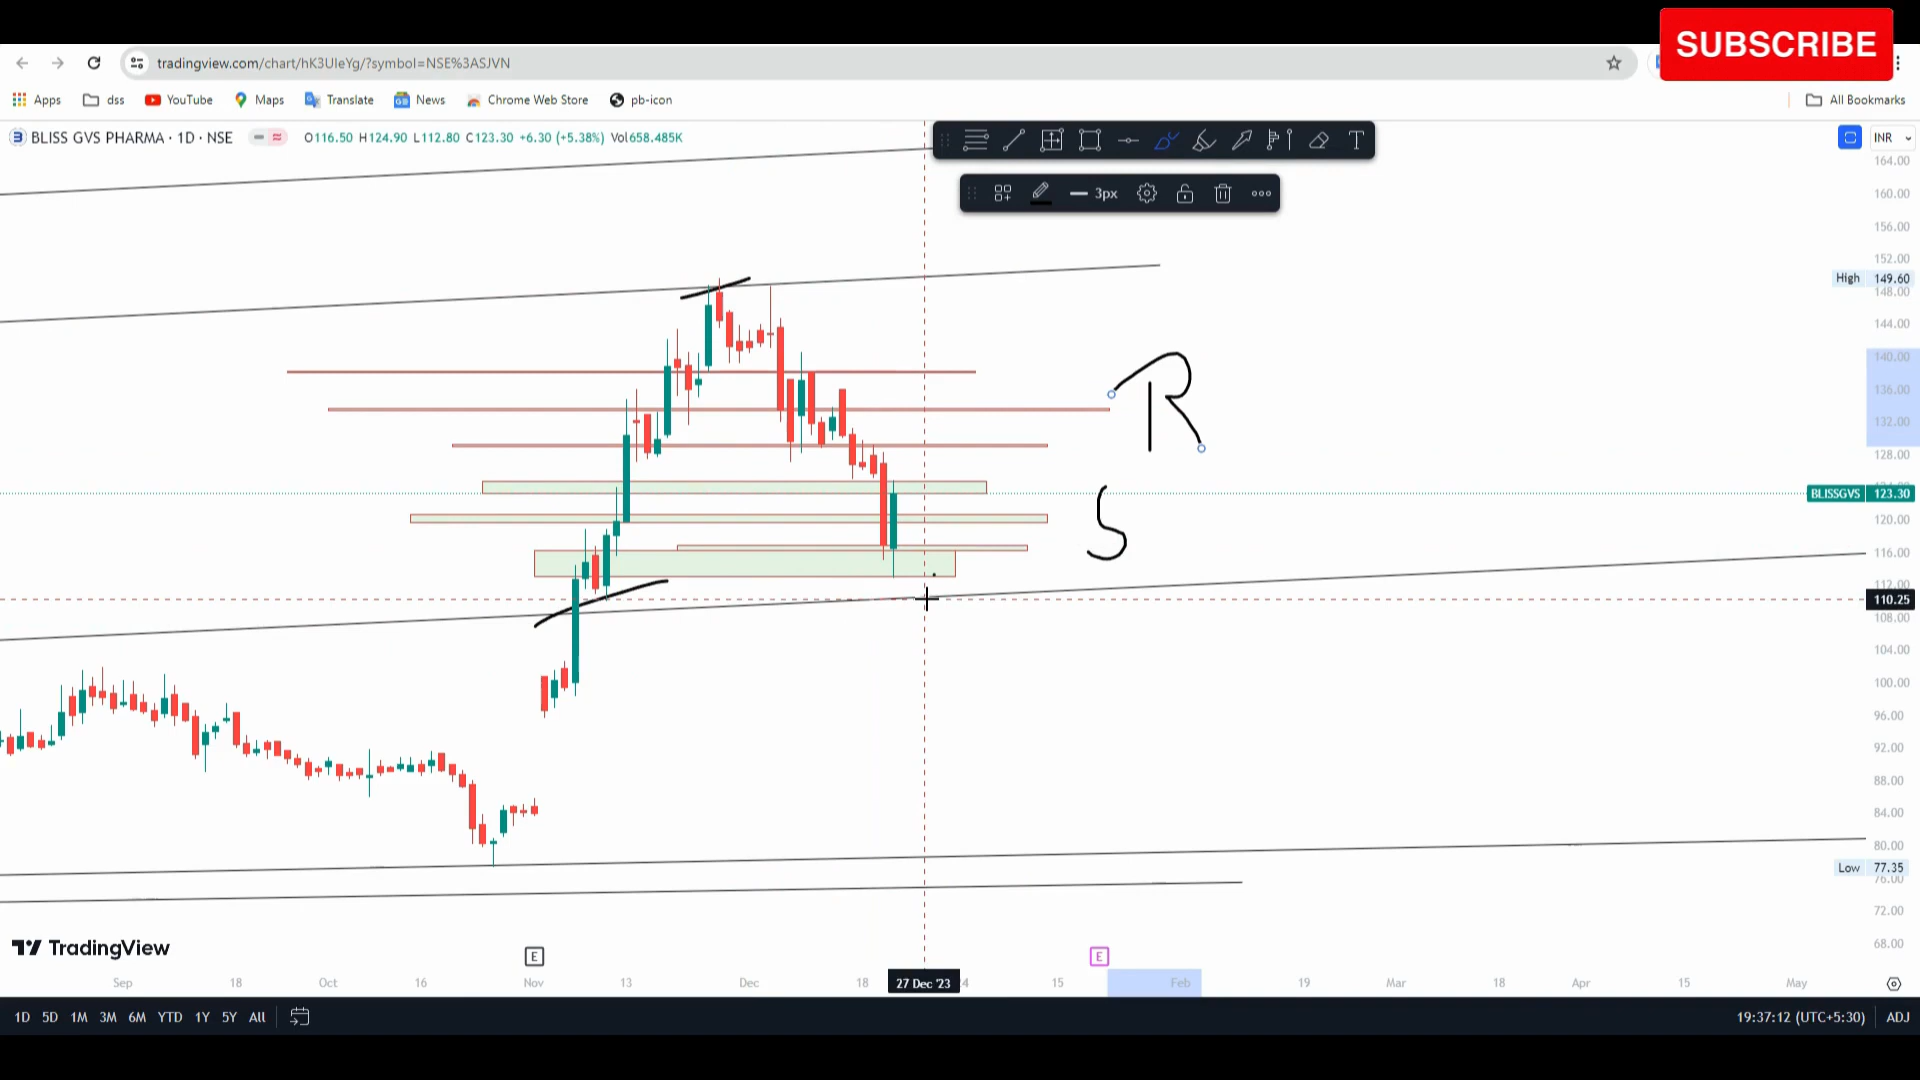 SUBSCRIBE
tradingview.com/chart/hK3UIeYg/?symbol=NSE%3ASJVN
Apps dss YouTube Maps Translate News Chrome Web Store pb-icon All Bookmarks
BLISS GVS PHARMA · 1D · NSE O116.50 H124.90 L112.80 C123.30 +6.30 (+5.38%) Vol658.485K
INR
T
3px
164.00
160.00
156.00
152.00
High 149.60
148.00
144.00
140.00
136.00
132.00
128.00
R
BLISSGVS 123.30
120.00
S
116.00
112.00
110.25
108.00
104.00
100.00
96.00
92.00
88.00
84.00
80.00
Low 77.35
76.00
72.00
68.00
TradingView
E E
Sep 18 Oct 16 Nov 13 Dec 18 27 Dec '23 4 15 Feb 19 Mar 18 Apr 15 May
1D 5D 1M 3M 6M YTD 1Y 5Y All 19:37:12 (UTC+5:30) ADJ